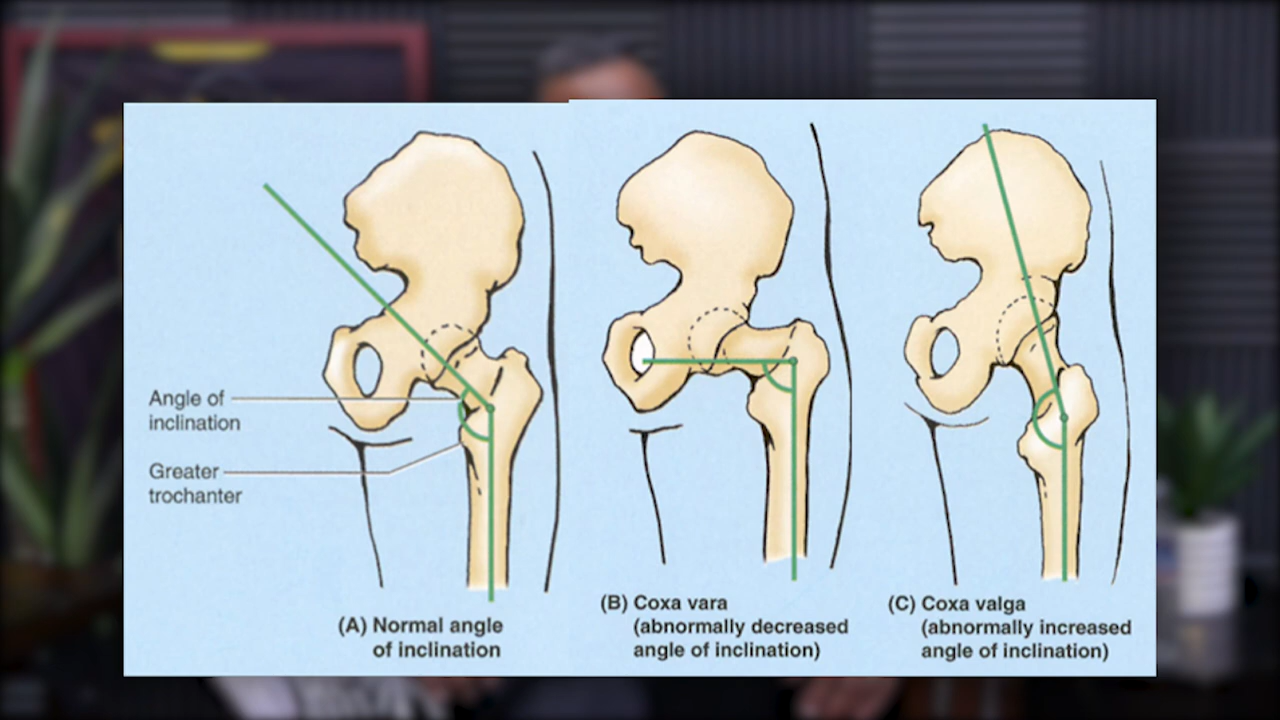 Angle of
inclination
Greater
trochanter
(A) Normal angle
of inclination
(B) Coxa vara
(abnormally decreased
angle of inclination)
(C) Coxa valga
(abnormally increased
angle of inclination)